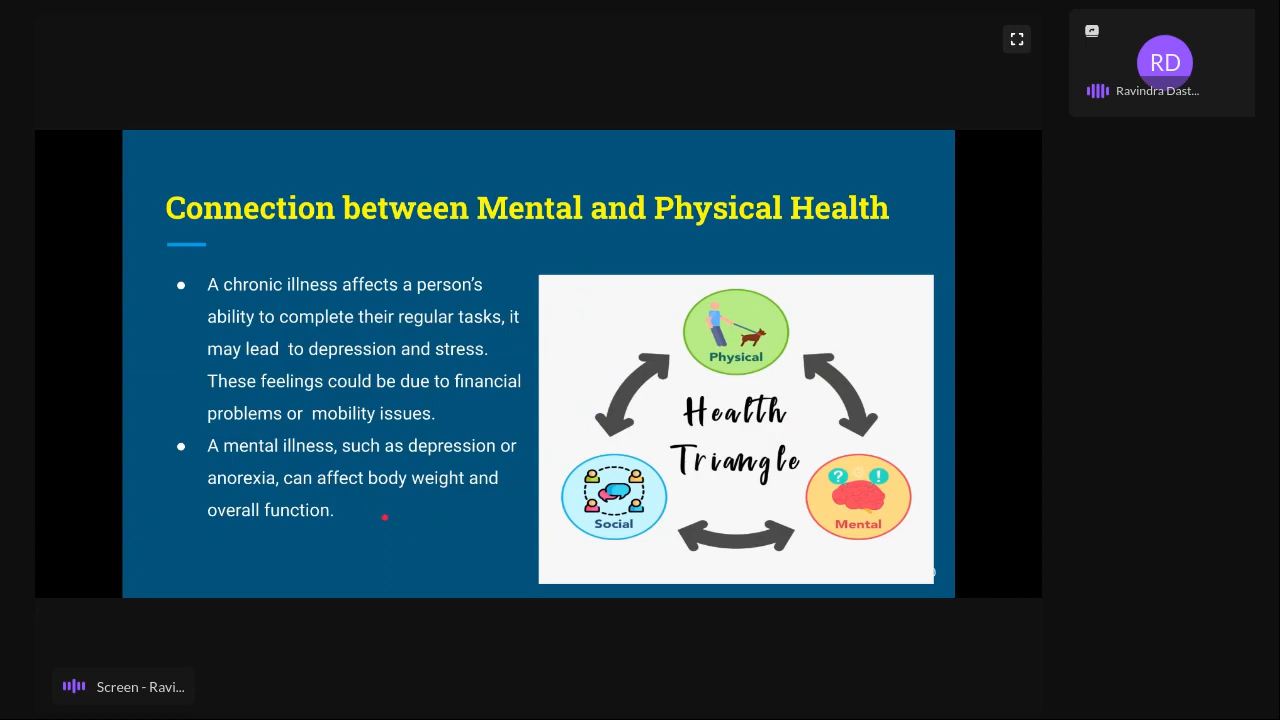 RD
Ravindra Dast...
Connection between Mental and Physical Health
● A chronic illness affects a person’s
ability to complete their regular tasks, it
may lead  to depression and stress.
These feelings could be due to financial
problems or  mobility issues.
● A mental illness, such as depression or
anorexia, can affect body weight and
overall function.
Physical
Health
Triangle
? !
Social
Mental
Screen - Ravi...